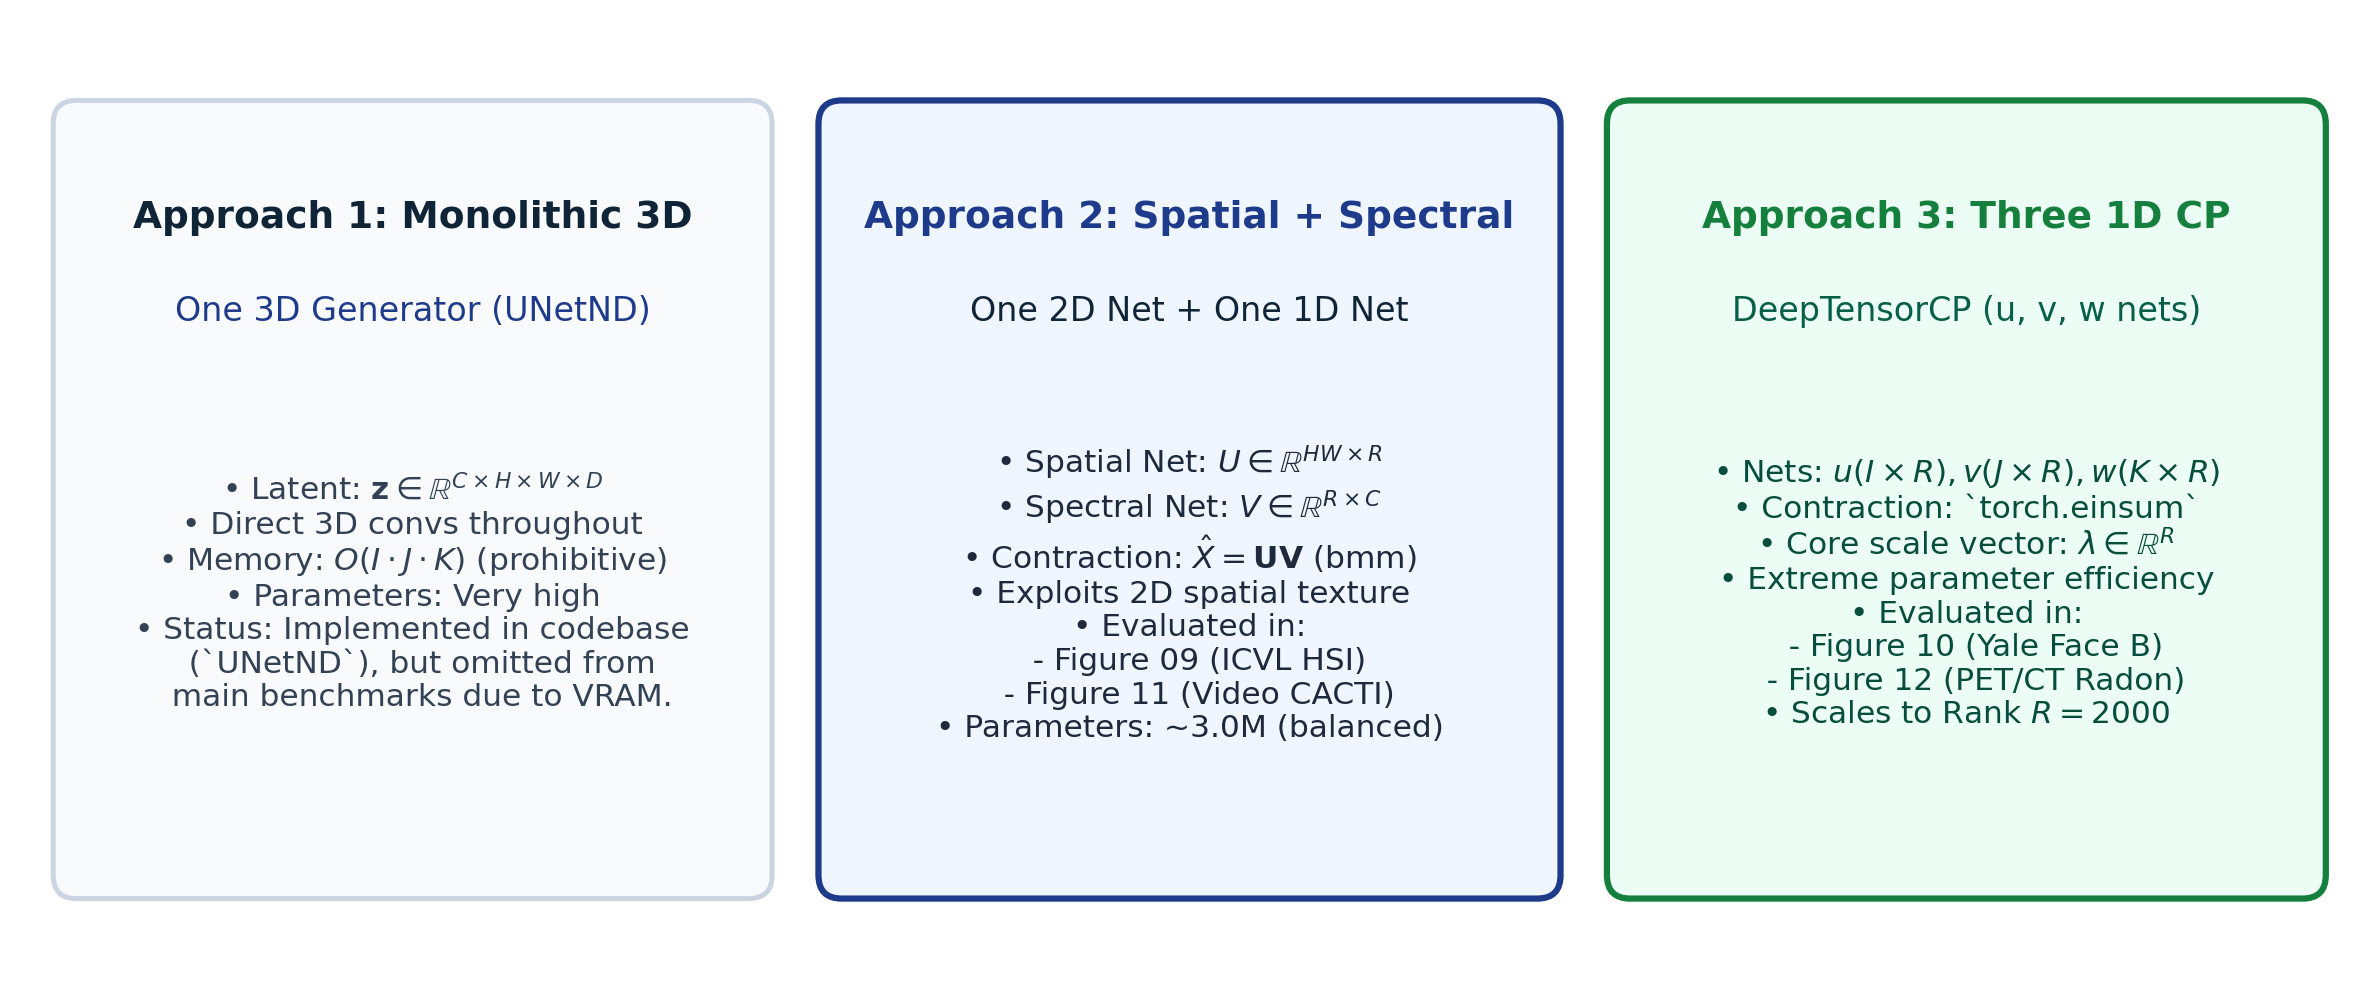 Approach 1: Monolithic 3D
One 3D Generator (UNetND)
• Latent: z ∈ ℝ^{C×H×W×D}
• Direct 3D convs throughout
• Memory: O(I · J · K) (prohibitive)
• Parameters: Very high
• Status: Implemented in codebase
(`UNetND`), but omitted from
main benchmarks due to VRAM.
Approach 2: Spatial + Spectral
One 2D Net + One 1D Net
• Spatial Net: U ∈ ℝ^{HW×R}
• Spectral Net: V ∈ ℝ^{R×C}
• Contraction: X̂ = UV (bmm)
• Exploits 2D spatial texture
• Evaluated in:
- Figure 09 (ICVL HSI)
- Figure 11 (Video CACTI)
• Parameters: ~3.0M (balanced)
Approach 3: Three 1D CP
DeepTensorCP (u, v, w nets)
• Nets: u(I × R), v(J × R), w(K × R)
• Contraction: `torch.einsum`
• Core scale vector: λ ∈ ℝ^R
• Extreme parameter efficiency
• Evaluated in:
- Figure 10 (Yale Face B)
- Figure 12 (PET/CT Radon)
• Scales to Rank R = 2000